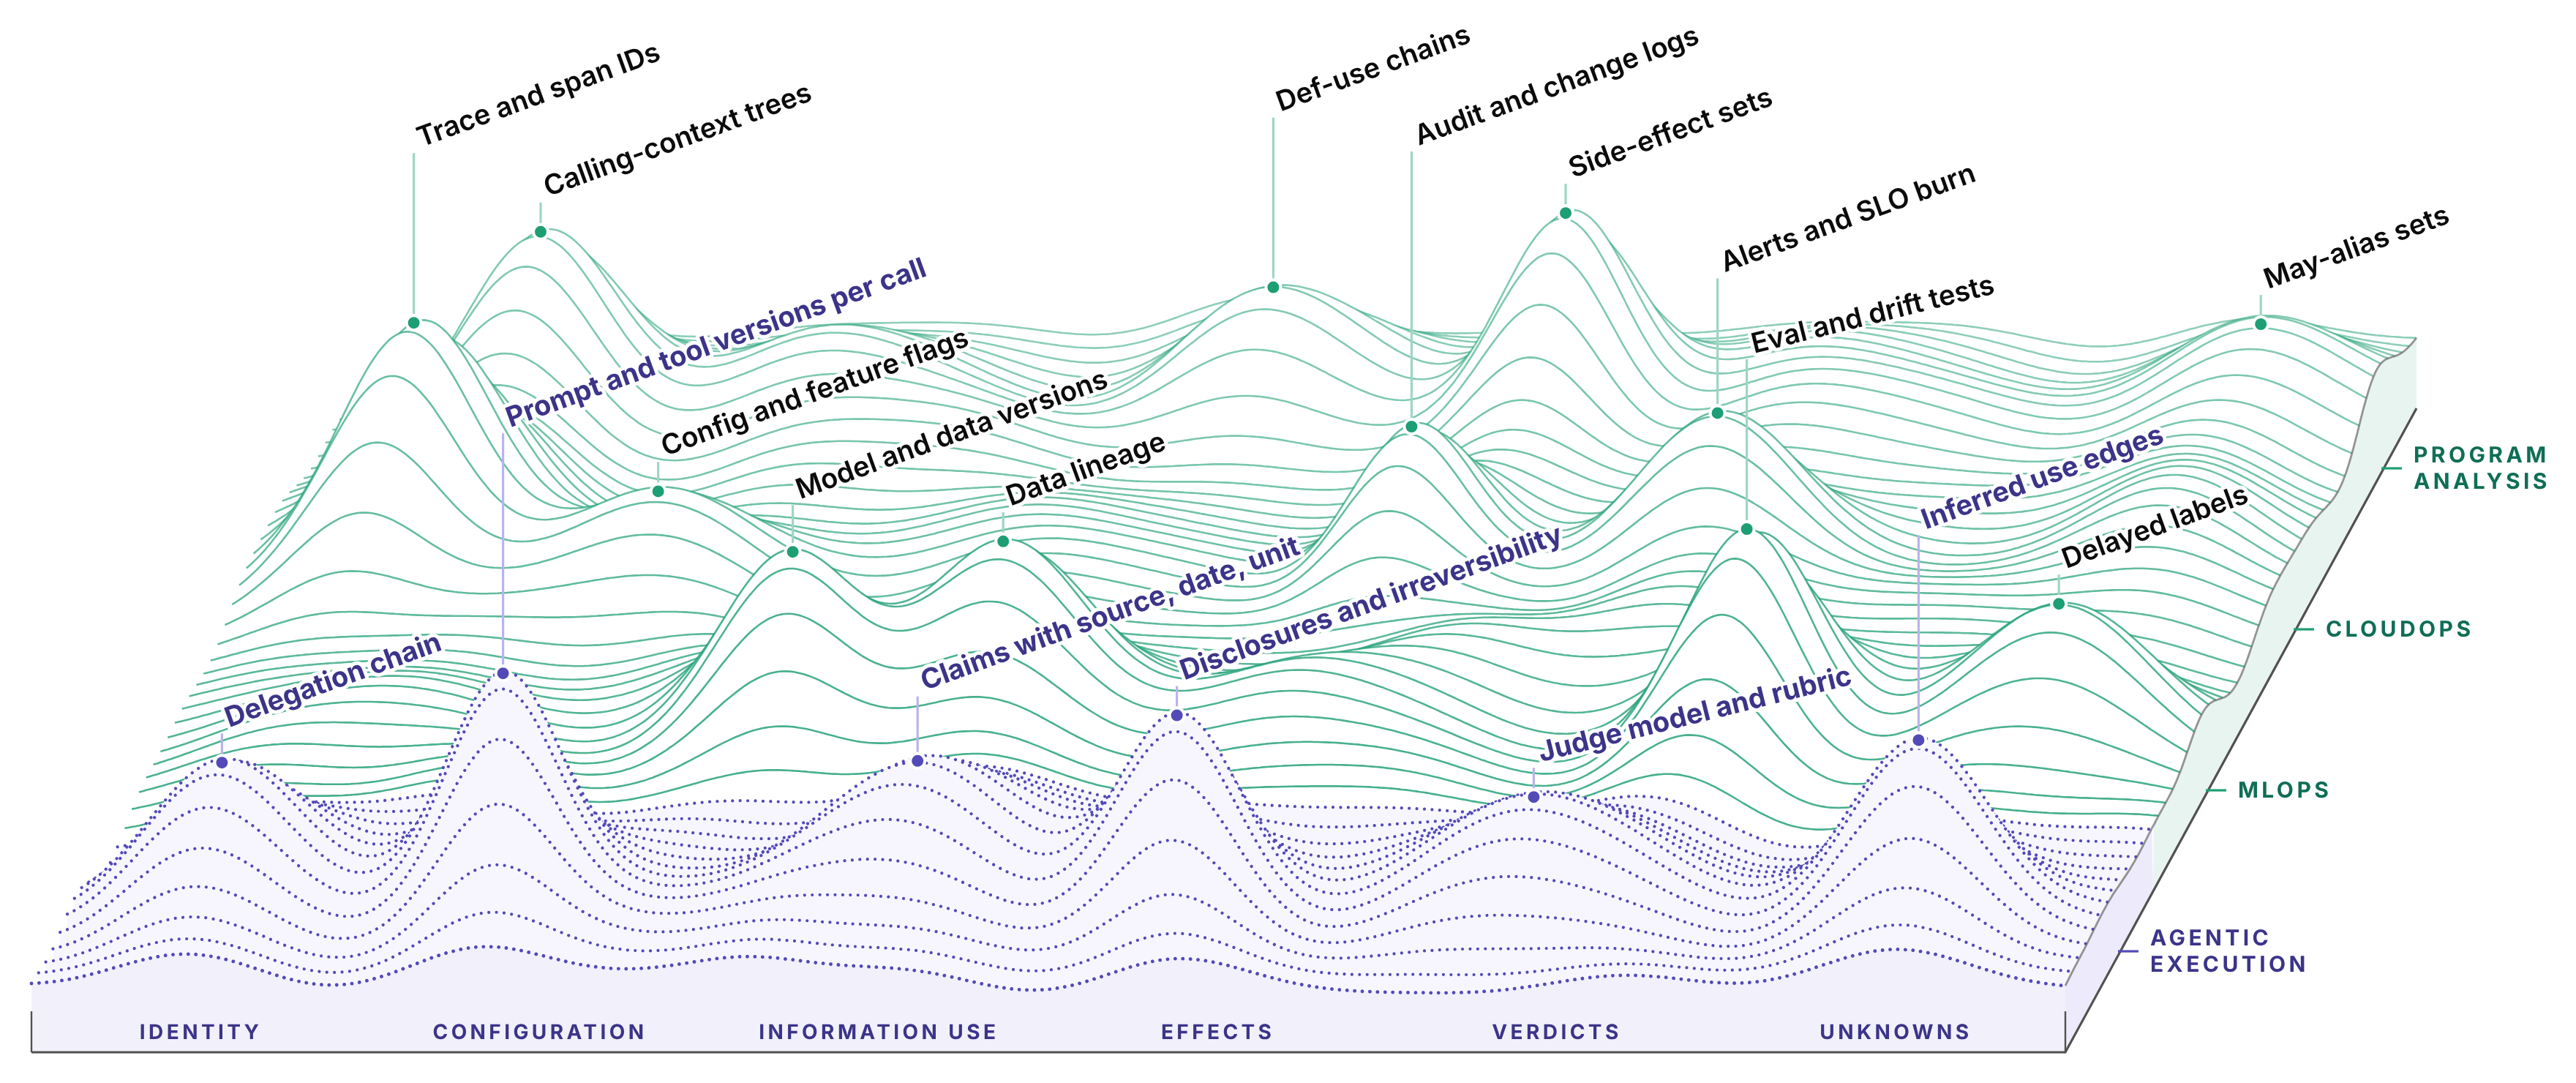 Trace and span IDs
Calling-context trees
Def-use chains
Audit and change logs
Side-effect sets
Alerts and SLO burn
May-alias sets
Prompt and tool versions per call
Config and feature flags
Model and data versions
Data lineage
Eval and drift tests
Inferred use edges
Delayed labels
Delegation chain
Claims with source, date, unit
Disclosures and irreversibility
Judge model and rubric
PROGRAM
ANALYSIS
CLOUDOPS
MLOPS
AGENTIC
EXECUTION
IDENTITY
CONFIGURATION
INFORMATION USE
EFFECTS
VERDICTS
UNKNOWNS